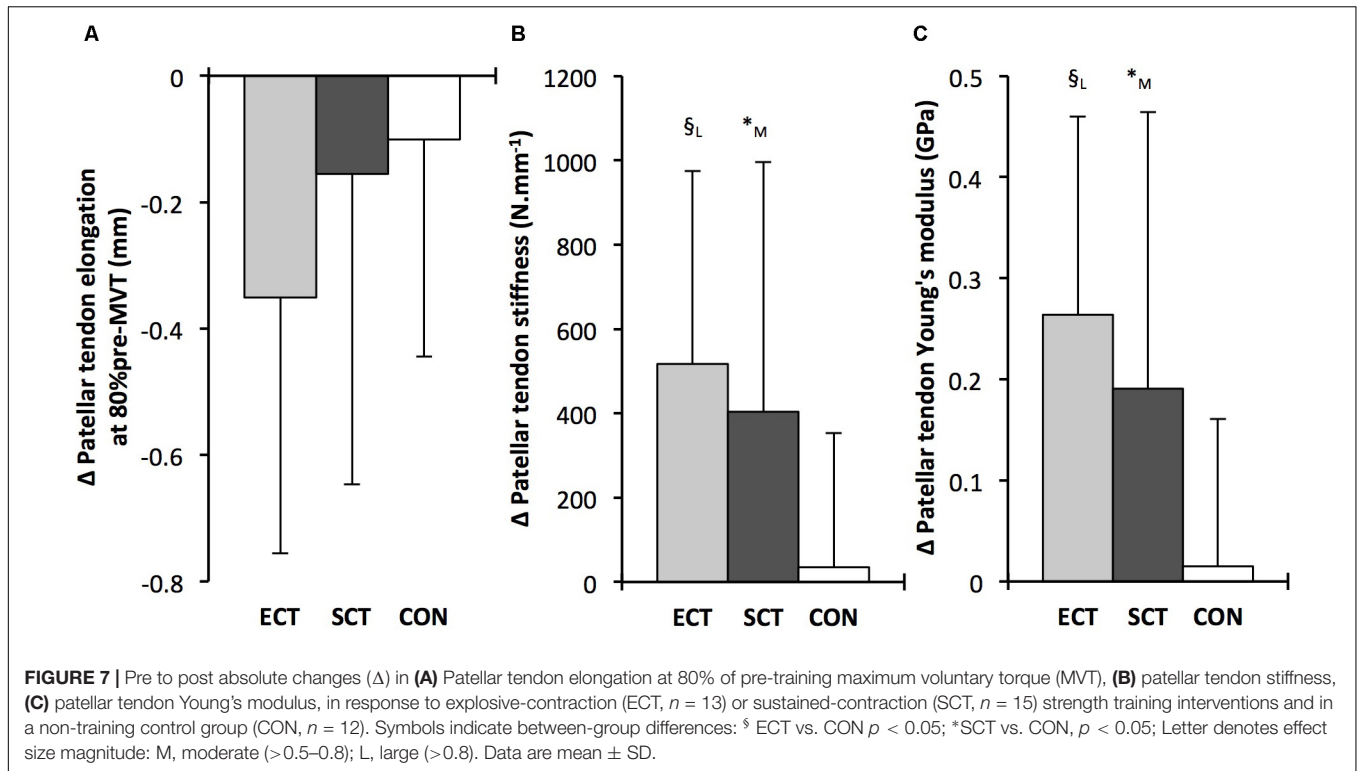 A
0
-0.2
-0.4
-0.6
-0.8
Δ Patellar tendon elongation
at 80%pre-MVT (mm)
ECT SCT CON
B
1200
1000
800
600
400
200
0
Δ Patellar tendon stiffness (N.mm⁻¹)
§L
*M
ECT SCT CON
C
0.5
0.4
0.3
0.2
0.1
0
Δ Patellar tendon Young's modulus (GPa)
§L
*M
ECT SCT CON
FIGURE 7 | Pre to post absolute changes (Δ) in (A) Patellar tendon elongation at 80% of pre-training maximum voluntary torque (MVT), (B) patellar tendon stiffness,
(C) patellar tendon Young's modulus, in response to explosive-contraction (ECT, n = 13) or sustained-contraction (SCT, n = 15) strength training interventions and in
a non-training control group (CON, n = 12). Symbols indicate between-group differences: § ECT vs. CON p < 0.05; *SCT vs. CON, p < 0.05; Letter denotes effect
size magnitude: M, moderate (>0.5–0.8); L, large (>0.8). Data are mean ± SD.